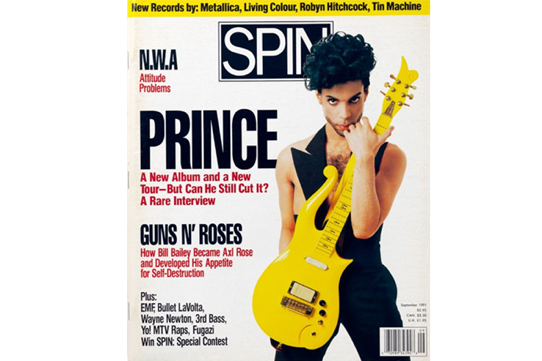 New Records by: Metallica, Living Colour, Robyn Hitchcock, Tin Machine
SPIN
N.W.A
Attitude
Problems
PRINCE
A New Album and a New
Tour—But Can He Still Cut It?
A Rare Interview
GUNS N' ROSES
How Bill Bailey Became Axl Rose
and Developed His Appetite
for Self-Destruction
Plus:
EMF, Bullet LaVolta,
Wayne Newton, 3rd Bass,
Yo! MTV Raps, Fugazi
Win SPIN: Special Contest
September 1991